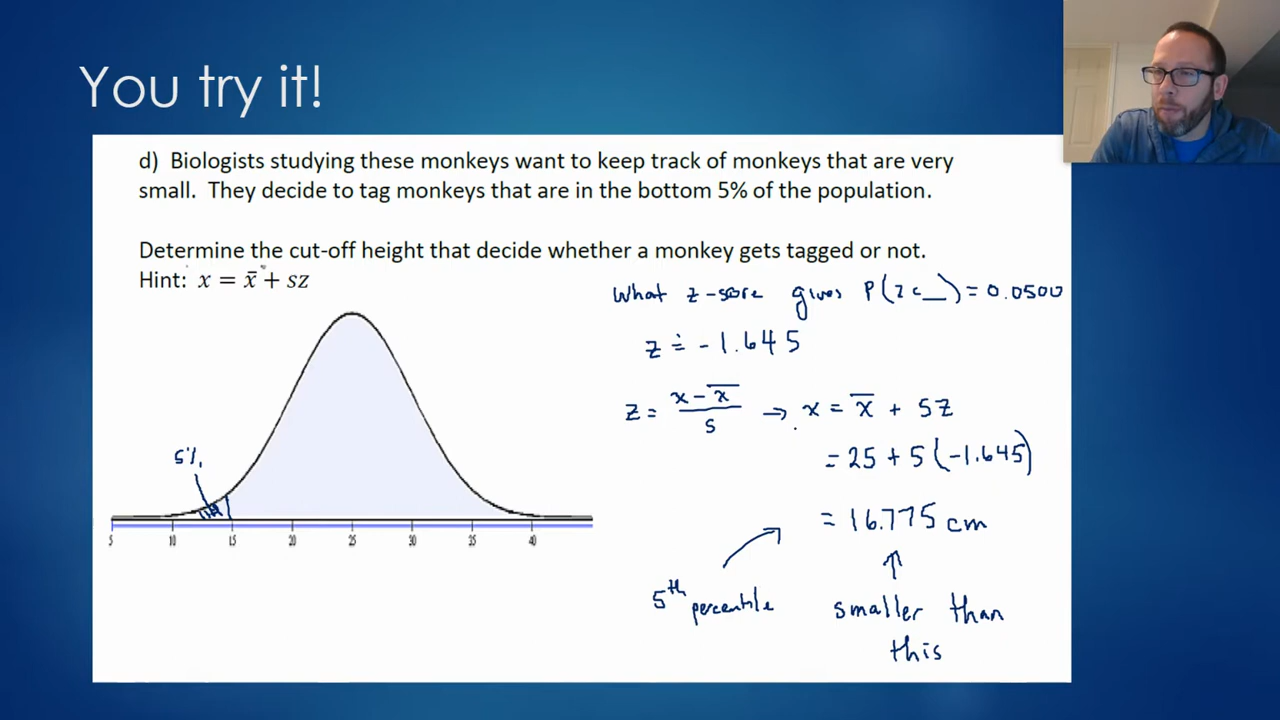 You try it!
d) Biologists studying these monkeys want to keep track of monkeys that are very
small. They decide to tag monkeys that are in the bottom 5% of the population.
Determine the cut-off height that decide whether a monkey gets tagged or not.
Hint: x = x̄ + sz
What z-score gives P(z < __) = 0.0500
z ≐ -1.645
z = (x - x̄)/s → x = x̄ + sz
= 25 + 5(-1.645)
= 16.775 cm
5th percentile
smaller than
this
5%
5 10 15 20 25 30 35 40